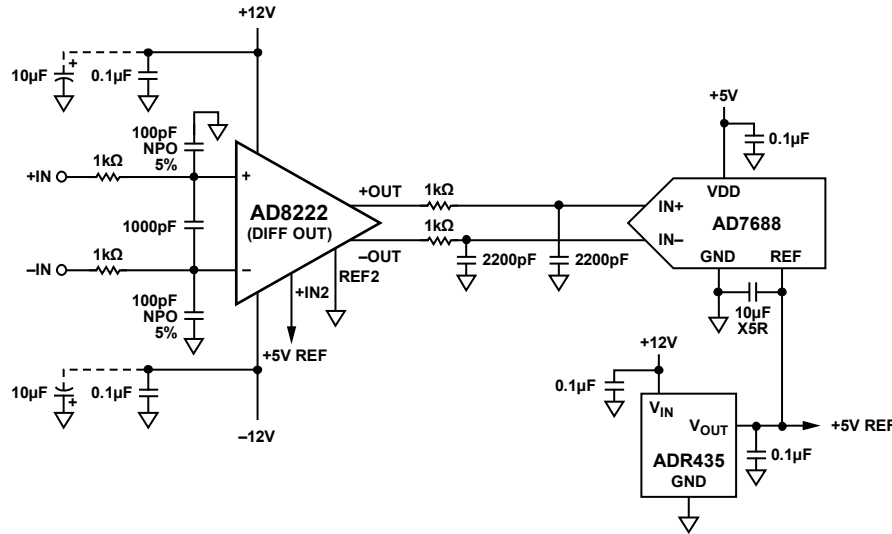 +12V
10µF
+
0.1µF
+5V
0.1µF
100pF
NPO
5%
1kΩ
+IN
+
+OUT
1kΩ
VDD
IN+
AD7688
AD8222
(DIFF OUT)
1000pF
1kΩ
–IN
–
–OUT
1kΩ
IN–
GND
REF
2200pF
2200pF
REF2
+IN2
100pF
NPO
5%
10µF
X5R
+5V REF
+12V
0.1µF
10µF
+
0.1µF
VIN
VOUT
+5V REF
–12V
ADR435
0.1µF
GND